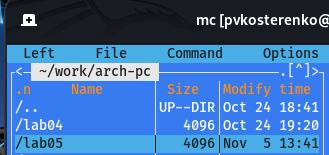 mc [pvkosterenko@
Left File Command Options
~/work/arch-pc .[^]>
.n Name Size Modify time
/.. UP--DIR Oct 24 18:41
/lab04 4096 Oct 24 19:20
/lab05 4096 Nov 5 13:41